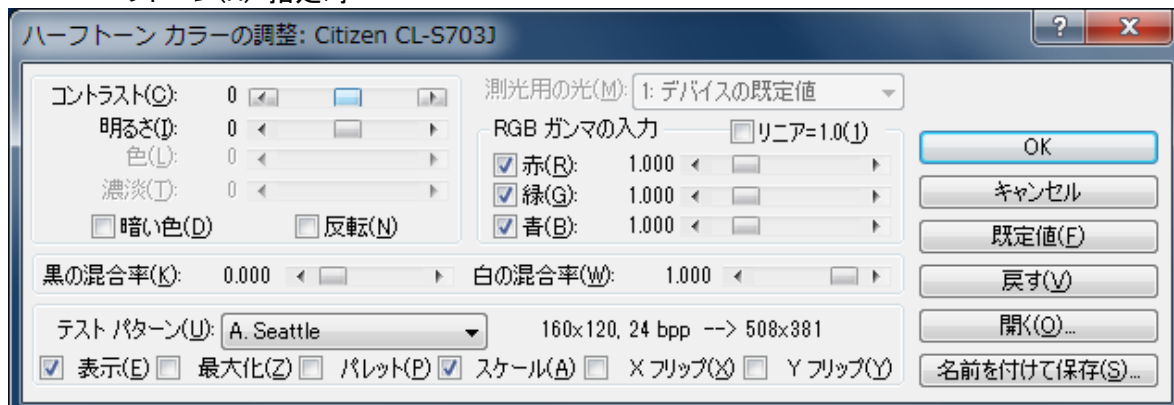 ハーフトーン カラーの調整: Citizen CL-S703J
コントラスト(C): 0
明るさ(I): 0
色(L): 0
濃淡(T): 0
暗い色(D) 反転(N)
測光用の光(M): 1: デバイスの既定値
RGB ガンマの入力 リニア=1.0(1)
赤(R): 1.000
緑(G): 1.000
青(B): 1.000
黒の混合率(K): 0.000 白の混合率(W): 1.000
テスト パターン(U): A. Seattle 160x120, 24 bpp --> 508x381
表示(E) 最大化(Z) パレット(P) スケール(A) X フリップ(X) Y フリップ(Y)
OK
キャンセル
既定値(F)
戻す(V)
開く(O)...
名前を付けて保存(S)...